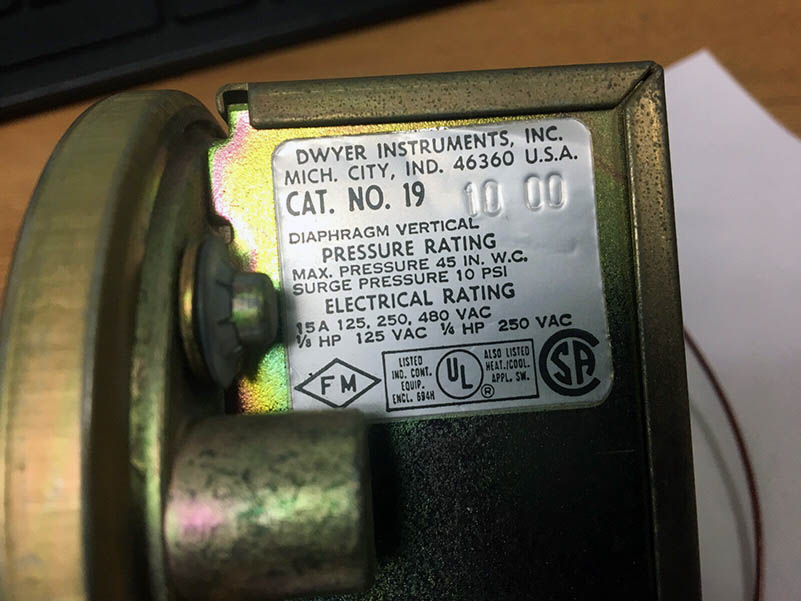 DWYER INSTRUMENTS, INC.
MICH. CITY, IND. 46360 U.S.A.
CAT. NO. 19 10 00
DIAPHRAGM VERTICAL
PRESSURE RATING
MAX. PRESSURE 45 IN. W.C.
SURGE PRESSURE 10 PSI
ELECTRICAL RATING
15A 125, 250, 480 VAC
⅛ HP 125 VAC ¼ HP 250 VAC
FM
LISTED
IND. CONT.
EQUIP.
ENCL. 694H
UL
®
ALSO LISTED
HEAT./COOL.
APPL. SW.
SA